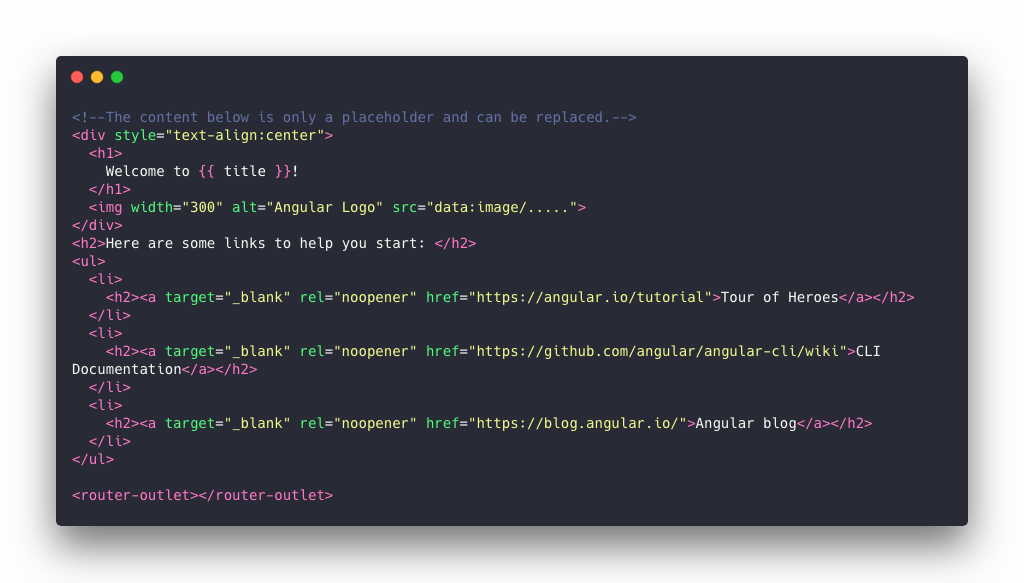 <!--The content below is only a placeholder and can be replaced.-->
<div style="text-align:center">
  <h1>
    Welcome to {{ title }}!
  </h1>
  <img width="300" alt="Angular Logo" src="data:image/.....">
</div>
<h2>Here are some links to help you start: </h2>
<ul>
  <li>
    <h2><a target="_blank" rel="noopener" href="https://angular.io/tutorial">Tour of Heroes</a></h2>
  </li>
  <li>
    <h2><a target="_blank" rel="noopener" href="https://github.com/angular/angular-cli/wiki">CLI
Documentation</a></h2>
  </li>
  <li>
    <h2><a target="_blank" rel="noopener" href="https://blog.angular.io/">Angular blog</a></h2>
  </li>
</ul>

<router-outlet></router-outlet>